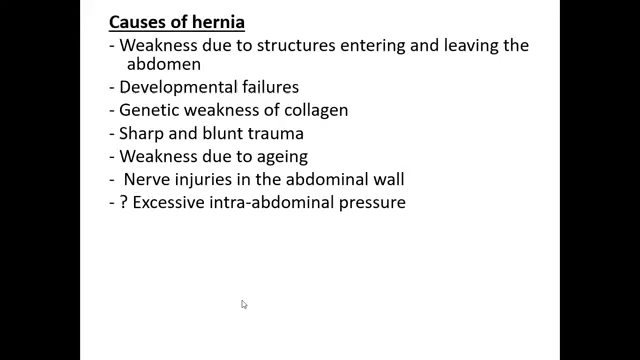 Causes of hernia
- Weakness due to structures entering and leaving the
abdomen
- Developmental failures
- Genetic weakness of collagen
- Sharp and blunt trauma
- Weakness due to ageing
- Nerve injuries in the abdominal wall
- ? Excessive intra-abdominal pressure